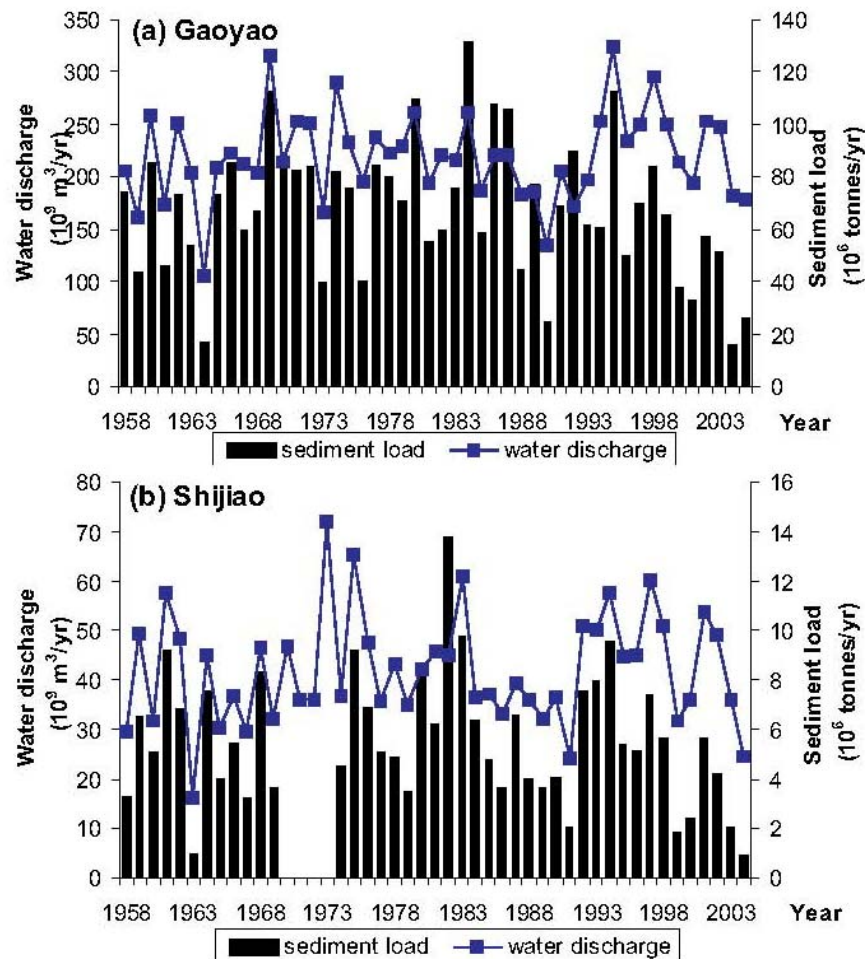 (a) Gaoyao
Water discharge
(10⁹ m³/yr)
350
300
250
200
150
100
50
0
140
120
100
80
60
40
20
0
Sediment load
(10⁶ tonnes/yr)
1958 1963 1968 1973 1978 1983 1988 1993 1998 2003 Year
sediment load water discharge
(b) Shijiao
Water discharge
(10⁹ m³/yr)
80
70
60
50
40
30
20
10
0
16
14
12
10
8
6
4
2
0
Sediment load
(10⁶ tonnes/yr)
1958 1963 1968 1973 1978 1983 1988 1993 1998 2003 Year
sediment load water discharge